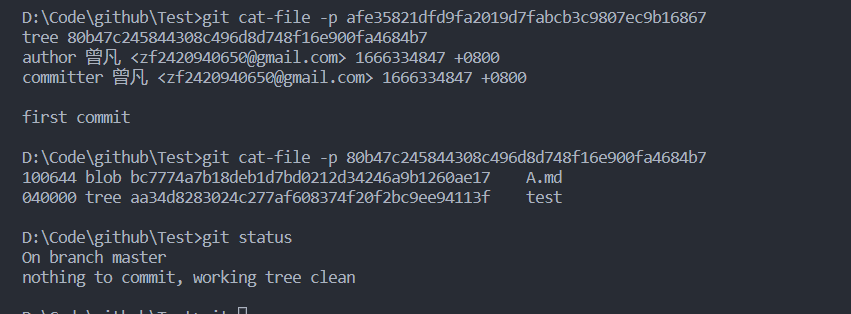 D:\Code\github\Test>git cat-file -p afe35821dfd9fa2019d7fabcb3c9807ec9b16867
tree 80b47c245844308c496d8d748f16e900fa4684b7
author 曾凡 <zf2420940650@gmail.com> 1666334847 +0800
committer 曾凡 <zf2420940650@gmail.com> 1666334847 +0800
first commit
D:\Code\github\Test>git cat-file -p 80b47c245844308c496d8d748f16e900fa4684b7
100644 blob bc7774a7b18deb1d7bd0212d34246a9b1260ae17    A.md
040000 tree aa34d8283024c277af608374f20f2bc9ee94113f    test
D:\Code\github\Test>git status
On branch master
nothing to commit, working tree clean
D:\Code\github\Test>git